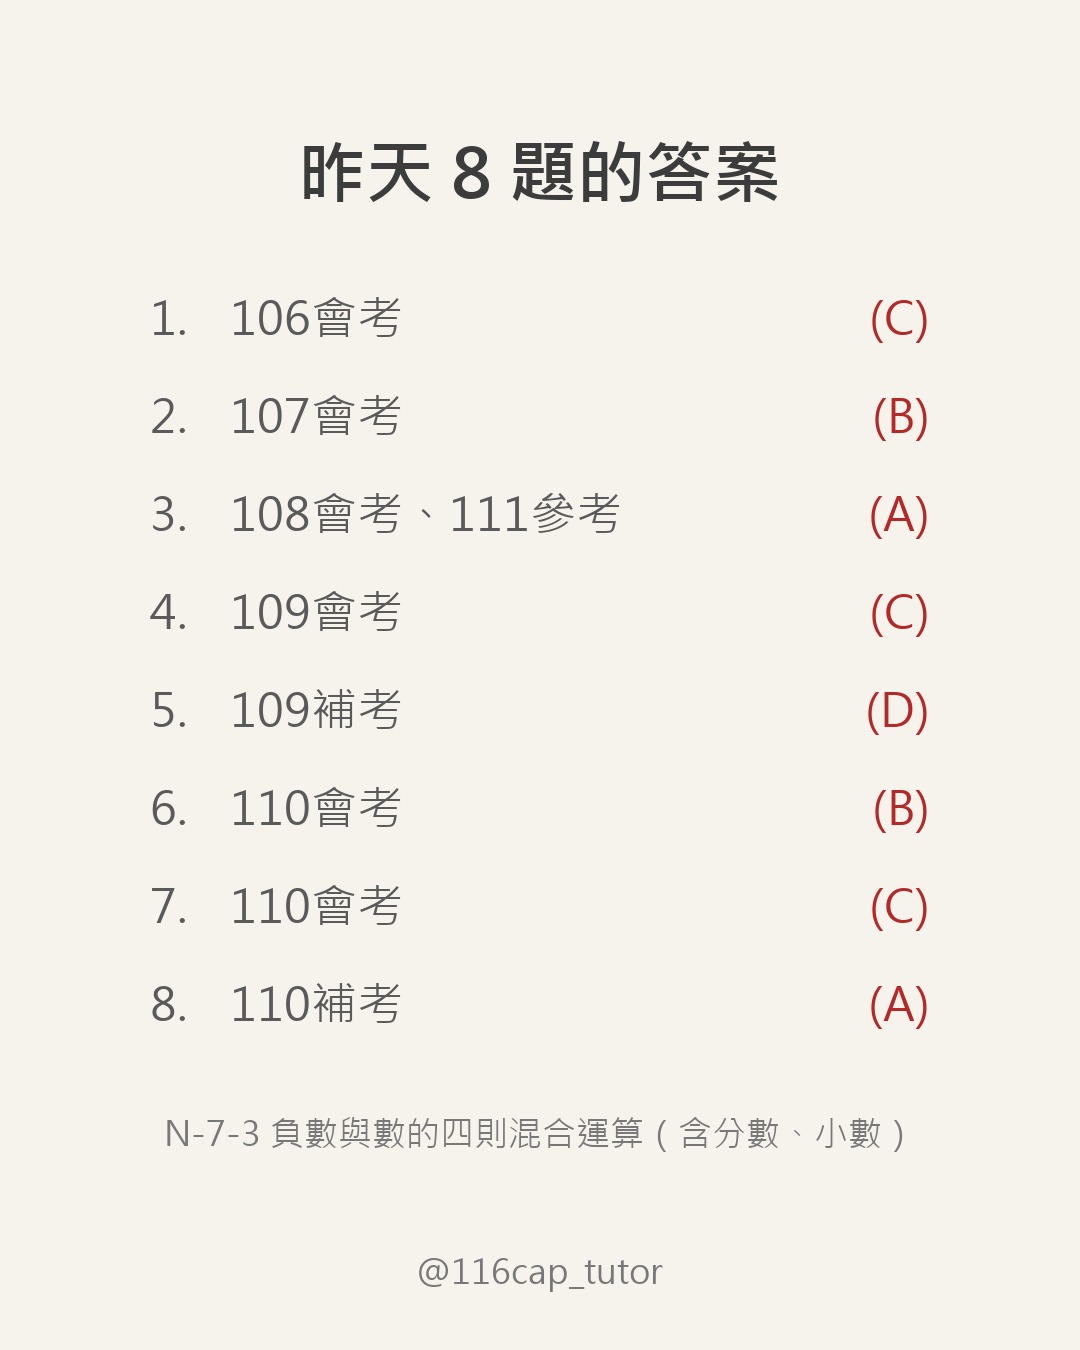 昨天 8 題的答案
1. 106會考 (C)
2. 107會考 (B)
3. 108會考、111參考 (A)
4. 109會考 (C)
5. 109補考 (D)
6. 110會考 (B)
7. 110會考 (C)
8. 110補考 (A)
N-7-3 負數與數的四則混合運算（含分數、小數）
@116cap_tutor